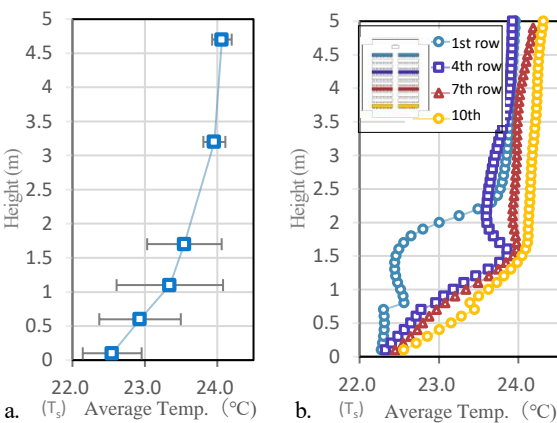 5
4.5
4
3.5
3
2.5
2
1.5
1
0.5
0
Height (m)
22.0 23.0 24.0
a. (Ts) Average Temp. (°C)
5
4.5
4
3.5
3
2.5
2
1.5
1
0.5
0
Height (m)
1st row
4th row
7th row
10th
22.0 23.0 24.0
b. (Ts) Average Temp. (°C)